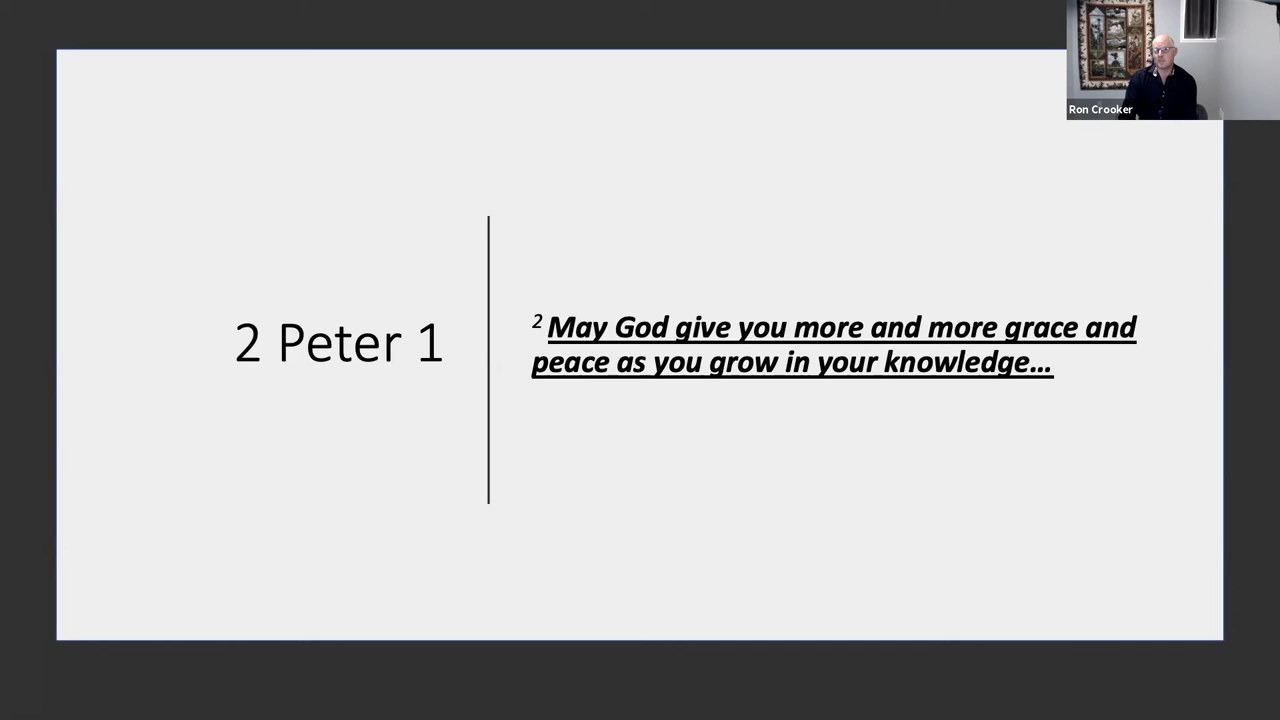 Ron Crooker
2 Peter 1
2 May God give you more and more grace and
peace as you grow in your knowledge…